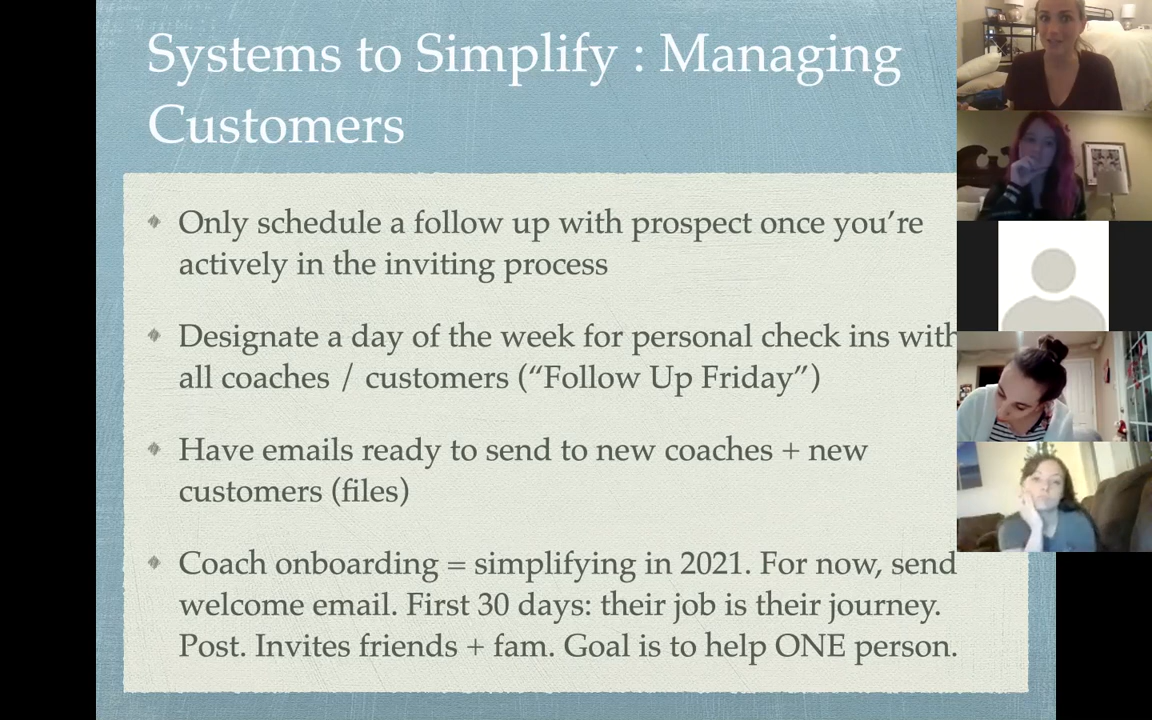 Systems to Simplify : Managing
Customers
Only schedule a follow up with prospect once you're
actively in the inviting process
Designate a day of the week for personal check ins with
all coaches / customers (“Follow Up Friday”)
Have emails ready to send to new coaches + new
customers (files)
Coach onboarding = simplifying in 2021. For now, send
welcome email. First 30 days: their job is their journey.
Post. Invites friends + fam. Goal is to help ONE person.